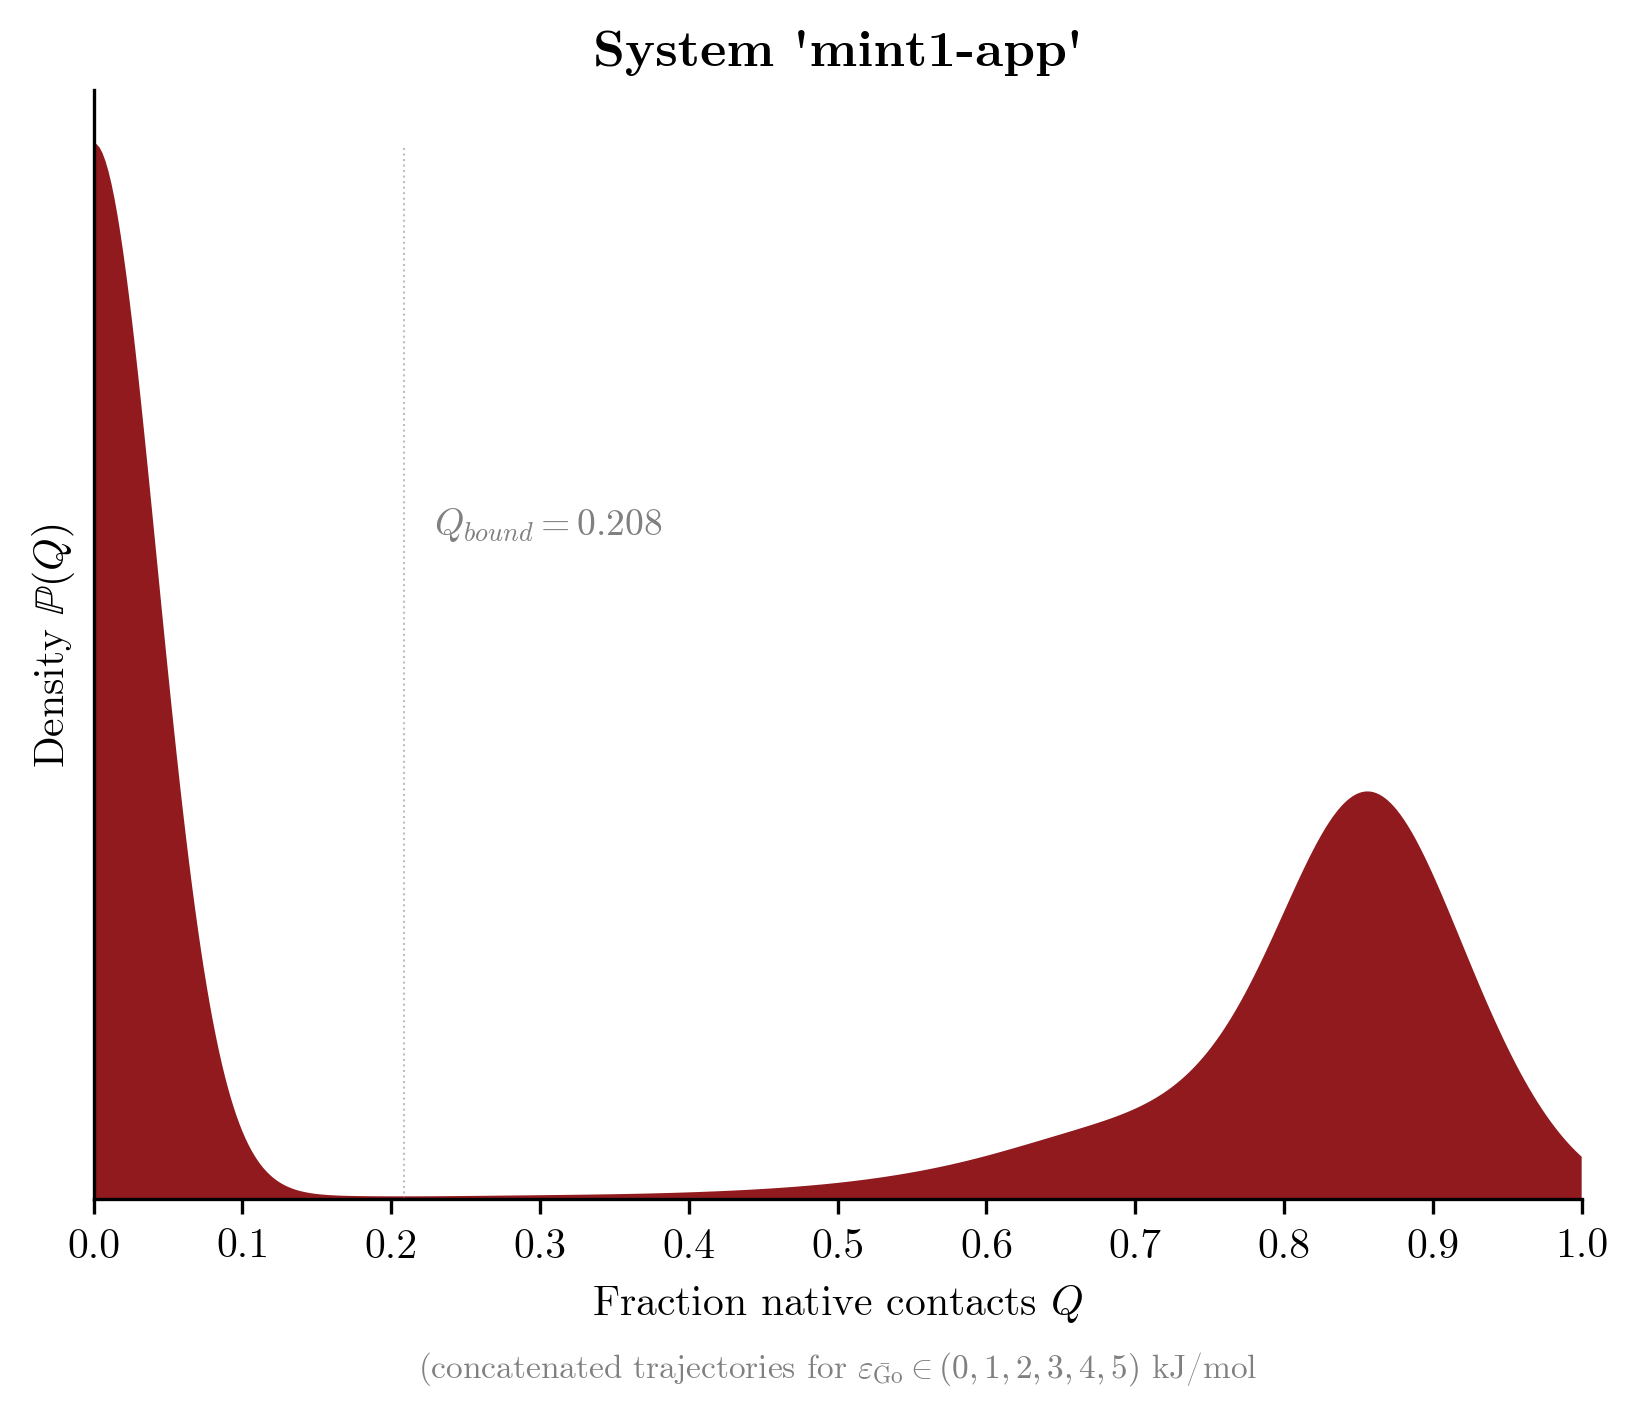 System 'mint1-app'
Density ℙ(Q)
Q_bound = 0.208
0.0 0.1 0.2 0.3 0.4 0.5 0.6 0.7 0.8 0.9 1.0
Fraction native contacts Q
(concatenated trajectories for ε_Ḡo ∈ (0, 1, 2, 3, 4, 5) kJ/mol